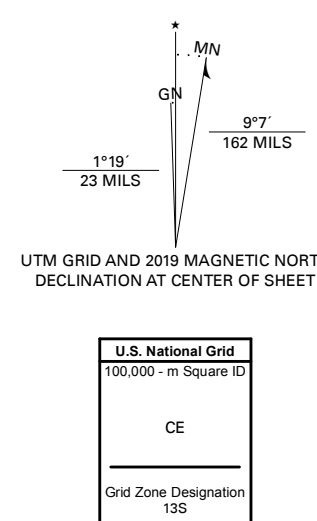 ★
MN
GN
9°7´
162 MILS
1°19´
23 MILS
UTM GRID AND 2019 MAGNETIC NORT
DECLINATION AT CENTER OF SHEET
U.S. National Grid
100,000 - m Square ID
CE
Grid Zone Designation
13S